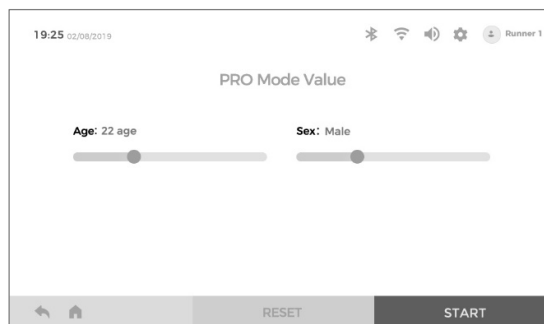 19:25 02/08/2019 Runner 1
PRO Mode Value
Age: 22 age Sex: Male
RESET START